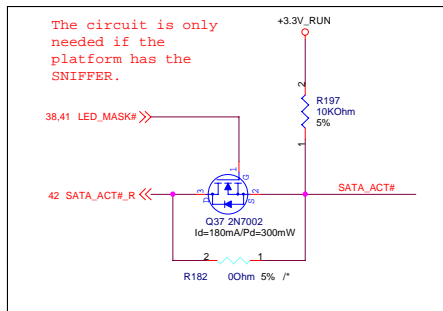 The circuit is only
needed if the
platform has the
SNIFFER.
+3.3V_RUN
2
R197
10KOhm
5%
1
38,41 LED_MASK#
1
G
42 SATA_ACT#_R
3
D
S
2
SATA_ACT#
Q37 2N7002
Id=180mA/Pd=300mW
2
1
R182 0Ohm 5% /*